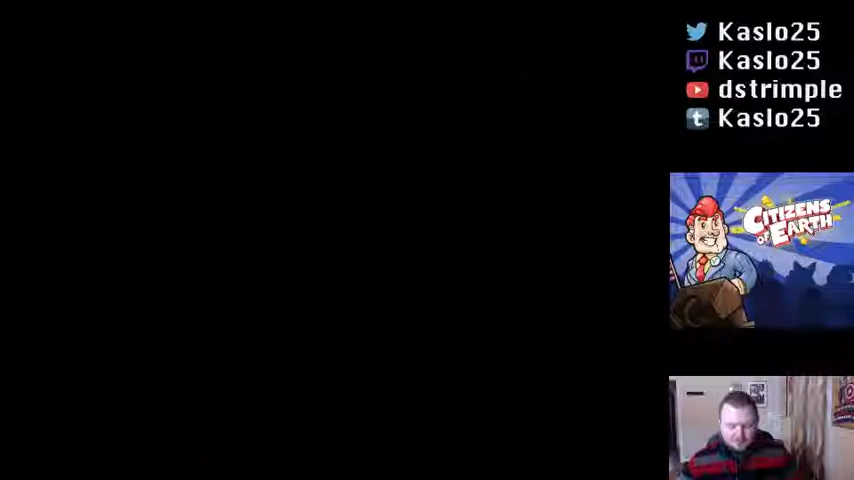 Kaslo25
Kaslo25
dstrimple
t Kaslo25
CITIZENS
OF EARTH